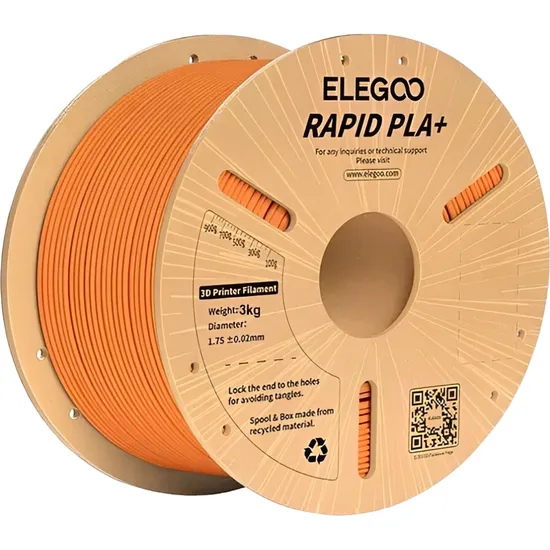 ELEGOO
RAPID PLA+
For any inquiries or technical support
Please visit
www.elegoo.com
900g
700g
500g
300g
100g
3D Printer Filament
Weight:3kg
Diameter:
1.75 ±0.02mm
Lock the end to the holes
for avoiding tangles.
Spool & Box made from
recycled material.